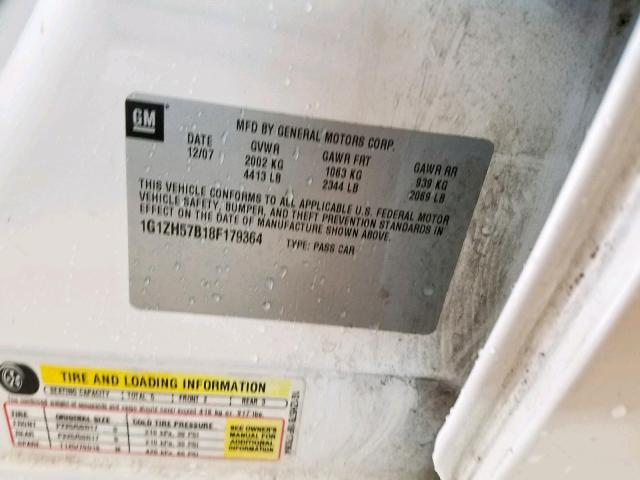 GM
MFD BY GENERAL MOTORS CORP.
DATE GVWR GAWR FRT GAWR RR
12/07 2002 KG 1063 KG 939 KG
4413 LB 2344 LB 2069 LB
THIS VEHICLE CONFORMS TO ALL APPLICABLE U.S. FEDERAL MOTOR
VEHICLE SAFETY, BUMPER, AND THEFT PREVENTION STANDARDS IN
EFFECT ON THE DATE OF MANUFACTURE SHOWN ABOVE.
1G1ZH57B18F179364 TYPE: PASS CAR
TIRE AND LOADING INFORMATION
SEATING CAPACITY TOTAL 5 FRONT 2 REAR 3
TIRE ORIGINAL SIZE COLD TIRE PRESSURE
FRONT
REAR
SPARE
SEE OWNER'S
MANUAL FOR
ADDITIONAL
INFORMATION